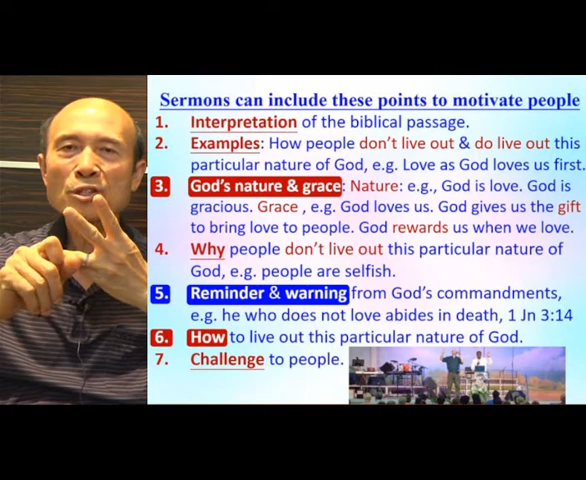 Sermons can include these points to motivate people
1. Interpretation of the biblical passage.
2. Examples: How people don't live out & do live out this
particular nature of God, e.g. Love as God loves us first.
3. God's nature & grace: Nature: e.g., God is love. God is
gracious. Grace , e.g. God loves us. God gives us the gift
to bring love to people. God rewards us when we love.
4. Why people don't live out this particular nature of
God, e.g. people are selfish.
5. Reminder & warning from God's commandments,
e.g. he who does not love abides in death, 1 Jn 3:14
6. How to live out this particular nature of God.
7. Challenge to people.